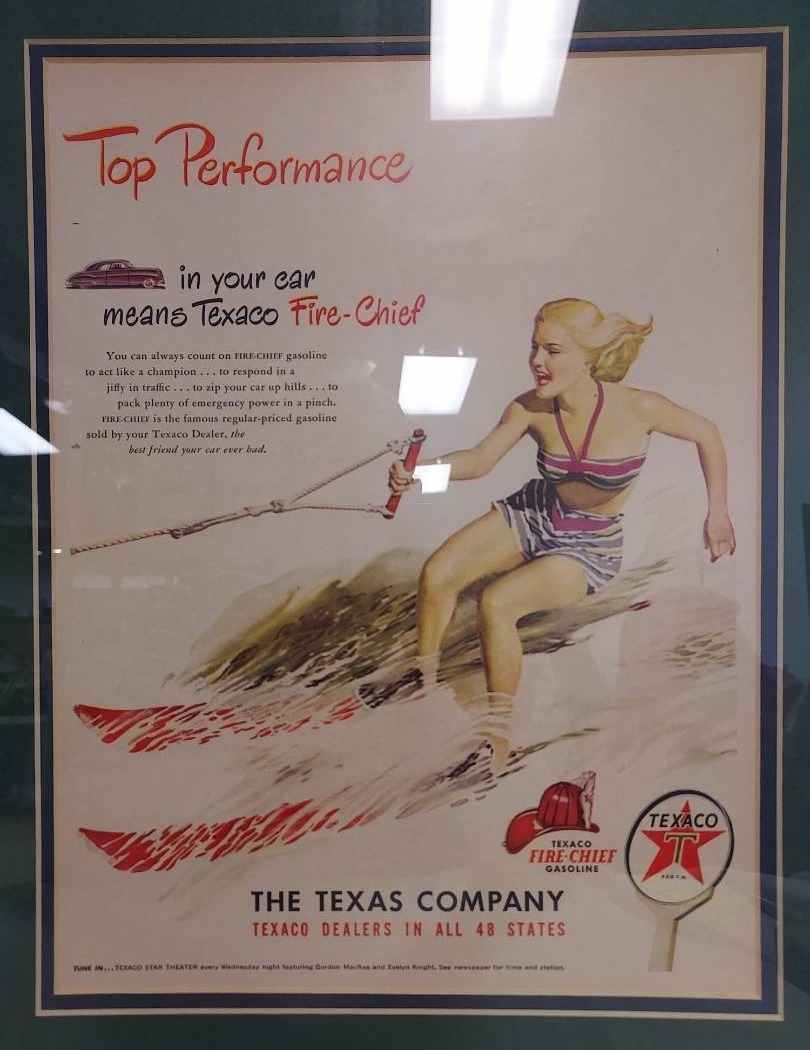 Top Performance
in your car
means Texaco Fire-Chief
You can always count on FIRE-CHIEF gasoline
to act like a champion . . . to respond in a
jiffy in traffic . . . to zip your car up hills . . . to
pack plenty of emergency power in a pinch.
FIRE-CHIEF is the famous regular-priced gasoline
sold by your Texaco Dealer, the
best friend your car ever had.
TEXACO
FIRE-CHIEF
GASOLINE
TEXACO
T
THE TEXAS COMPANY
TEXACO DEALERS IN ALL 48 STATES
TUNE IN... TEXACO STAR THEATER every Wednesday night featuring Gordon MacRae and Evelyn Knight. See newspaper for time and station.